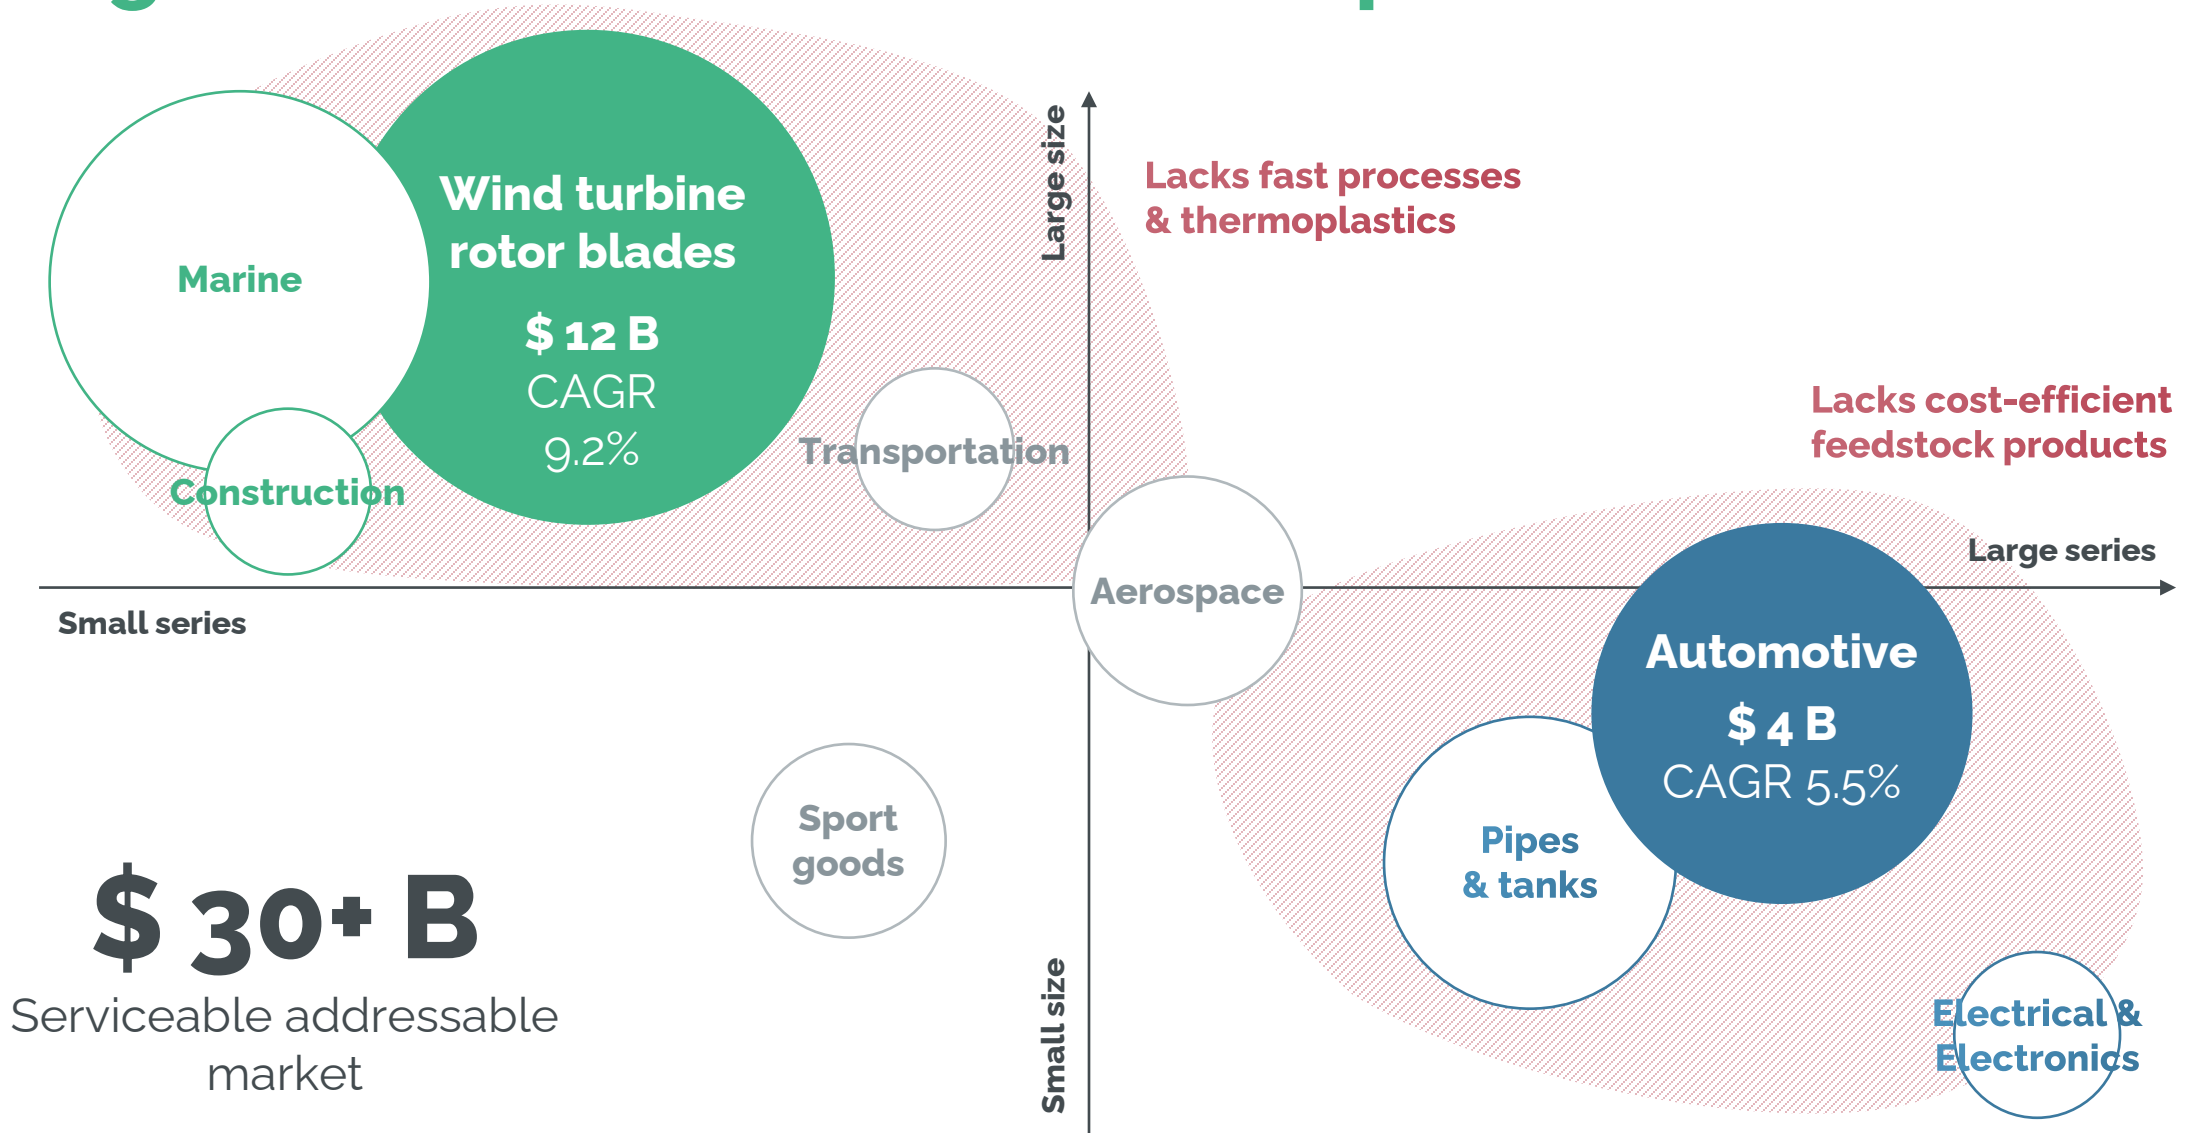 Large size
Lacks fast processes
& thermoplastics
Wind turbine
rotor blades
$ 12 B
CAGR
9.2%
Marine
Construction
Transportation
Lacks cost-efficient
feedstock products
Large series
Small series
Aerospace
Automotive
$ 4 B
CAGR 5.5%
Pipes
& tanks
Electrical &
Electronics
Sport
goods
Small size
$ 30+ B
Serviceable addressable
market